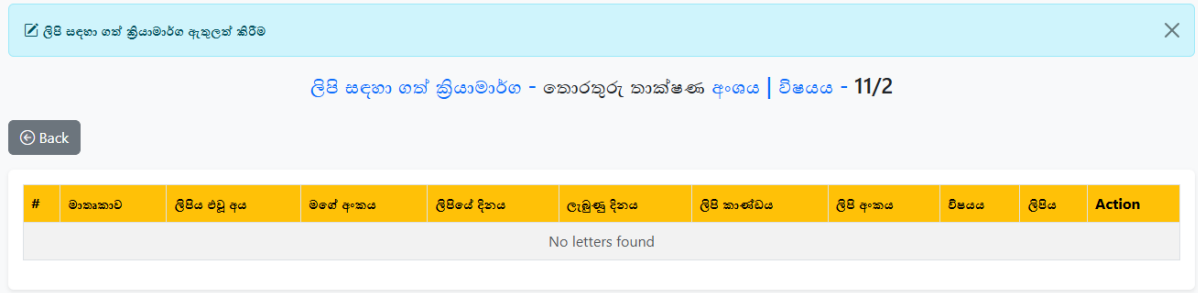 ලිපි සඳහා ගත් ක්‍රියාමාර්ග ඇතුලත් කිරීම
ලිපි සඳහා ගත් ක්‍රියාමාර්ග - තොරතුරු තාක්ෂණ අංශය | විෂයය - 11/2
Back
# මාතෘකාව ලිපිය එවූ අය මගේ අංකය ලිපියේ දිනය ලැබුණු දිනය ලිපි කාණ්ඩය ලිපි අංකය විෂයය ලිපිය Action
No letters found